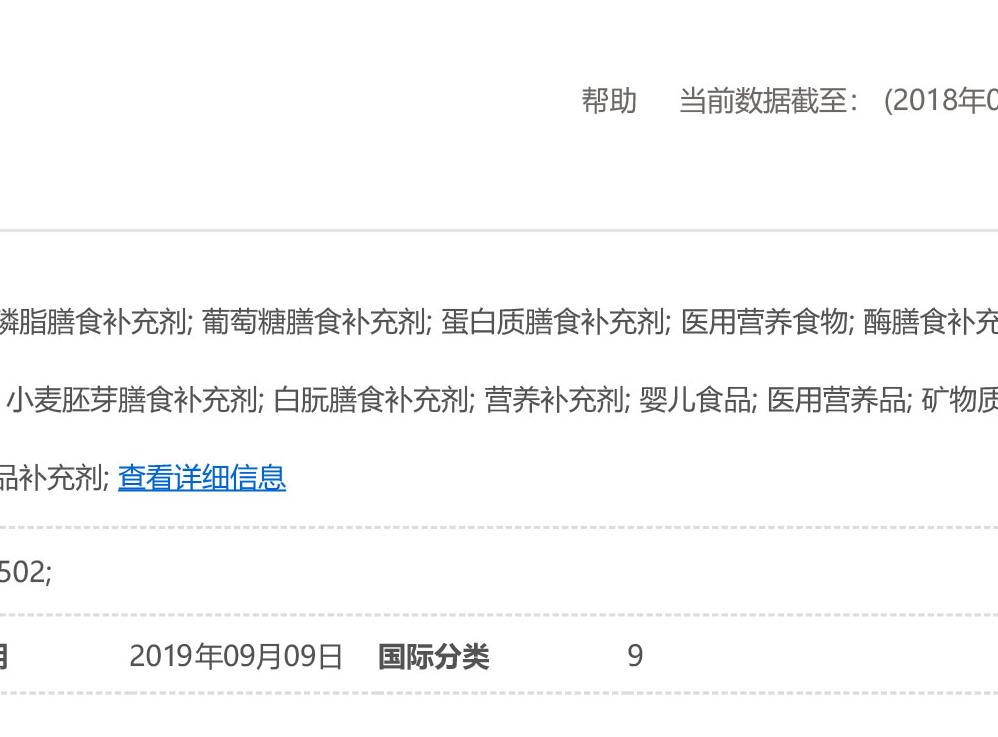 帮助 当前数据截至： (2018年0
磷脂膳食补充剂; 葡萄糖膳食补充剂; 蛋白质膳食补充剂; 医用营养食物; 酶膳食补充
小麦胚芽膳食补充剂; 白朊膳食补充剂; 营养补充剂; 婴儿食品; 医用营养品; 矿物质
品补充剂; 查看详细信息
502;
2019年09月09日 国际分类 9